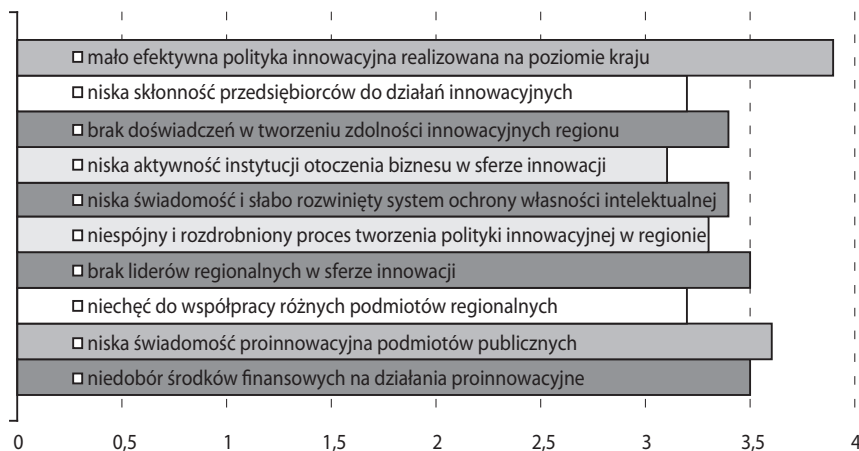 mało efektywna polityka innowacyjna realizowana na poziomie kraju
niska skłonność przedsiębiorców do działań innowacyjnych
brak doświadczeń w tworzeniu zdolności innowacyjnych regionu
niska aktywność instytucji otoczenia biznesu w sferze innowacji
niska świadomość i słabo rozwinięty system ochrony własności intelektualnej
niespójny i rozdrobniony proces tworzenia polityki innowacyjnej w regionie
brak liderów regionalnych w sferze innowacji
niechęć do współpracy różnych podmiotów regionalnych
niska świadomość proinnowacyjna podmiotów publicznych
niedobór środków finansowych na działania proinnowacyjne
0 0,5 1 1,5 2 2,5 3 3,5 4